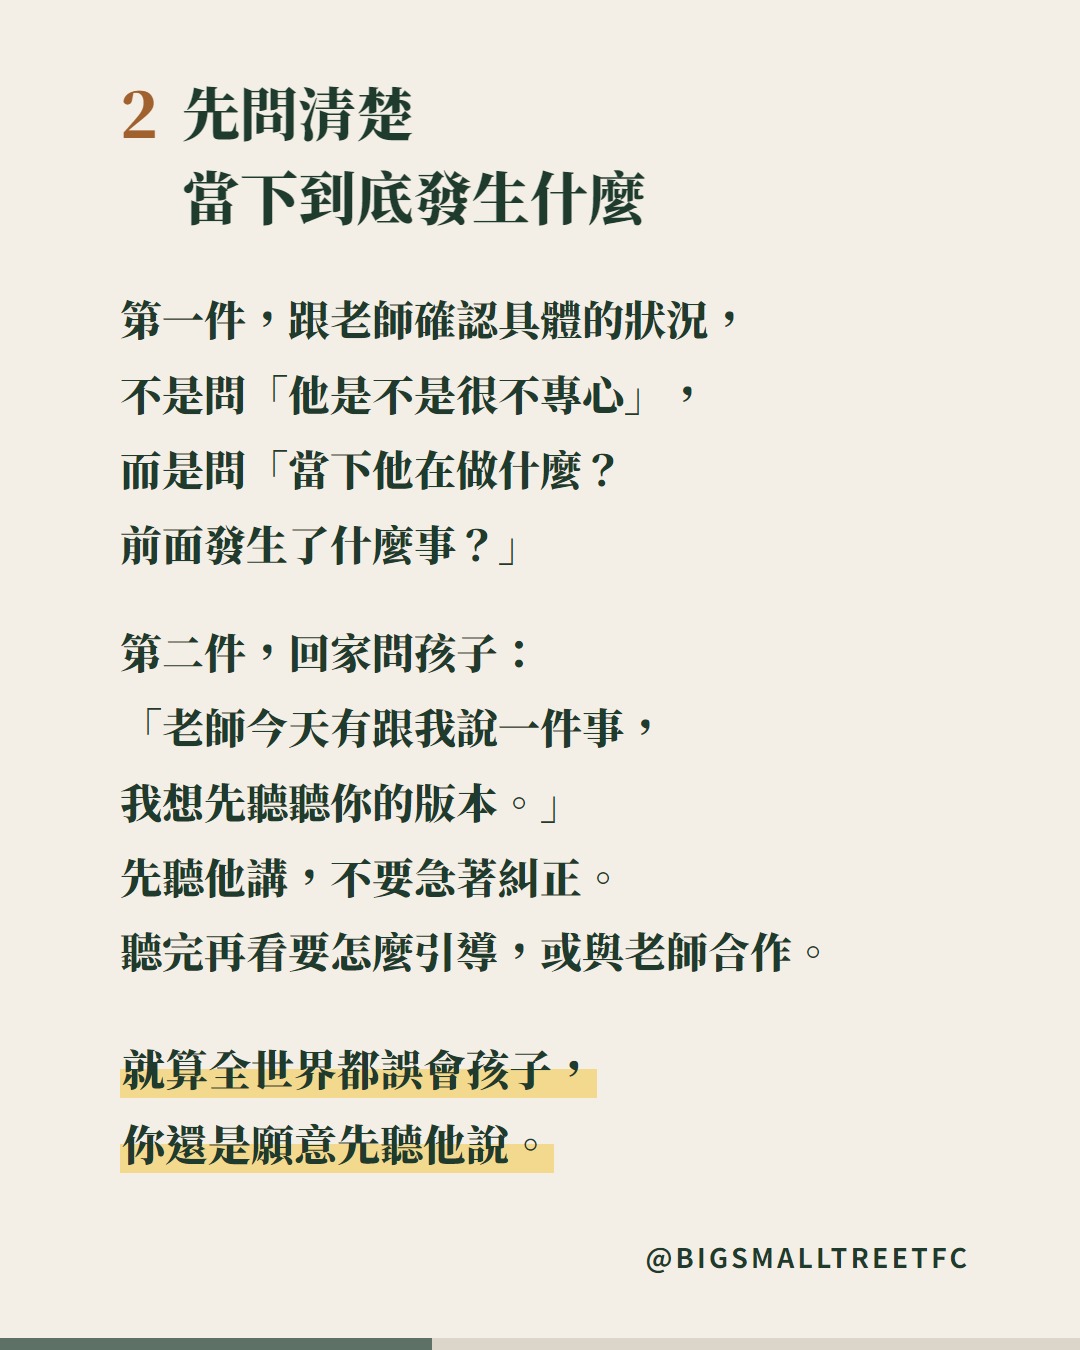 2 先問清楚
當下到底發生什麼
第一件，跟老師確認具體的狀況，
不是問「他是不是很不專心」，
而是問「當下他在做什麼？
前面發生了什麼事？」
第二件，回家問孩子：
「老師今天有跟我說一件事，
我想先聽聽你的版本。」
先聽他講，不要急著糾正。
聽完再看要怎麼引導，或與老師合作。
就算全世界都誤會孩子，
你還是願意先聽他說。
@BIGSMALLTREETFC